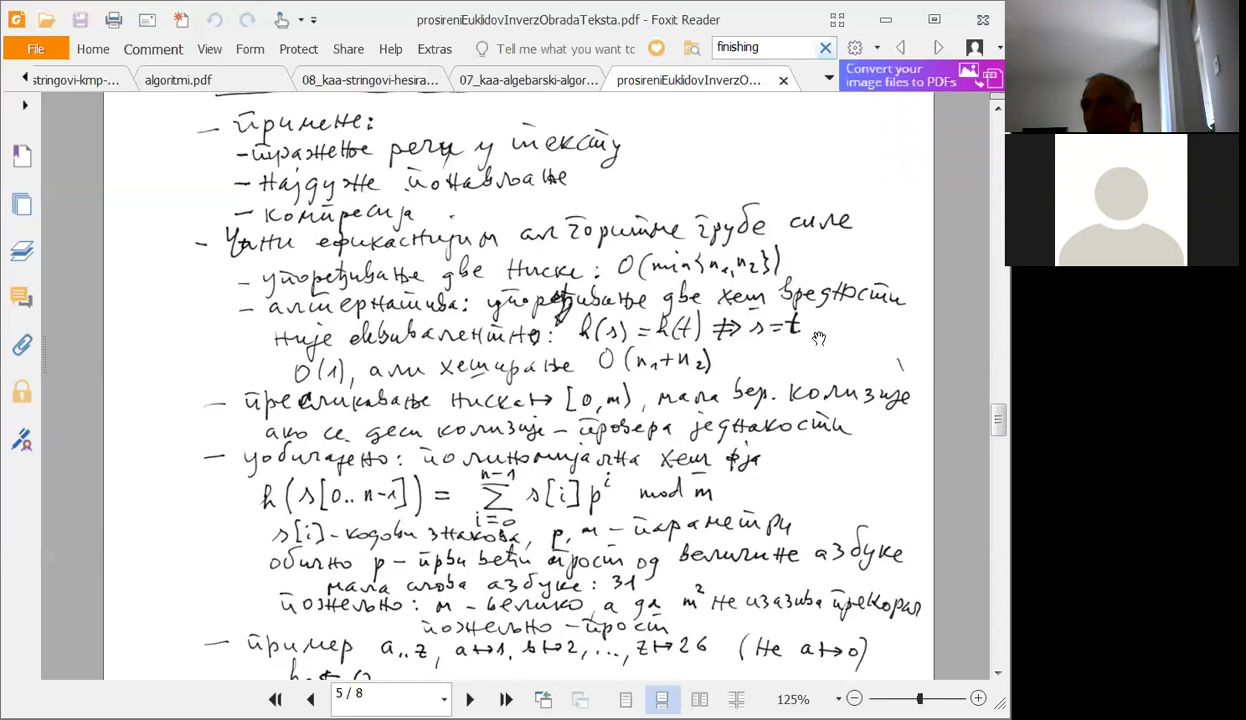 prosireniEuklidovInverzObradaTeksta.pdf - Foxit Reader
File Home Comment View Form Protect Share Help Extras Tell me what you want to finishing
stringovi-kmp-... algoritmi.pdf 08_kaa-stringovi-hesira... 07_kaa-algebarski-algor... prosireniEuklidovInverzObradaTeksta...
Convert your
image files to PDFs
– примене:
- тражење речи у тексту
- најдуже понављање
- компресија
– Чини ефикаснијим алгоритме грубе силе
- упоређивање две ниске: O(min{n₁,n₂})
- алтернатива: упоређивање две хеш вредности
није еквивалентно: h(s) = h(t) ⇏ s = t
O(1), али хеширање O(n₁+n₂)
– пресликавање ниска ↦ [0,m), мала вер. колизије
ако се деси колизије - провера једнакости
– уобичајено: полиномијална хеш фја
h(s[0..n-1]) = ∑_{i=0}^{n-1} s[i] pⁱ mod m
s[i] - кодови знакова, p, m - параметри
обично p - први већи прост од величине азбуке
мала слова азбуке: 31
пожељно: m - велико, а да m² не изазива прекорач
пожељно - прост
– пример a..z, a↦1, b↦2, ..., z↦26 (не a↦0)
5 / 8 125%